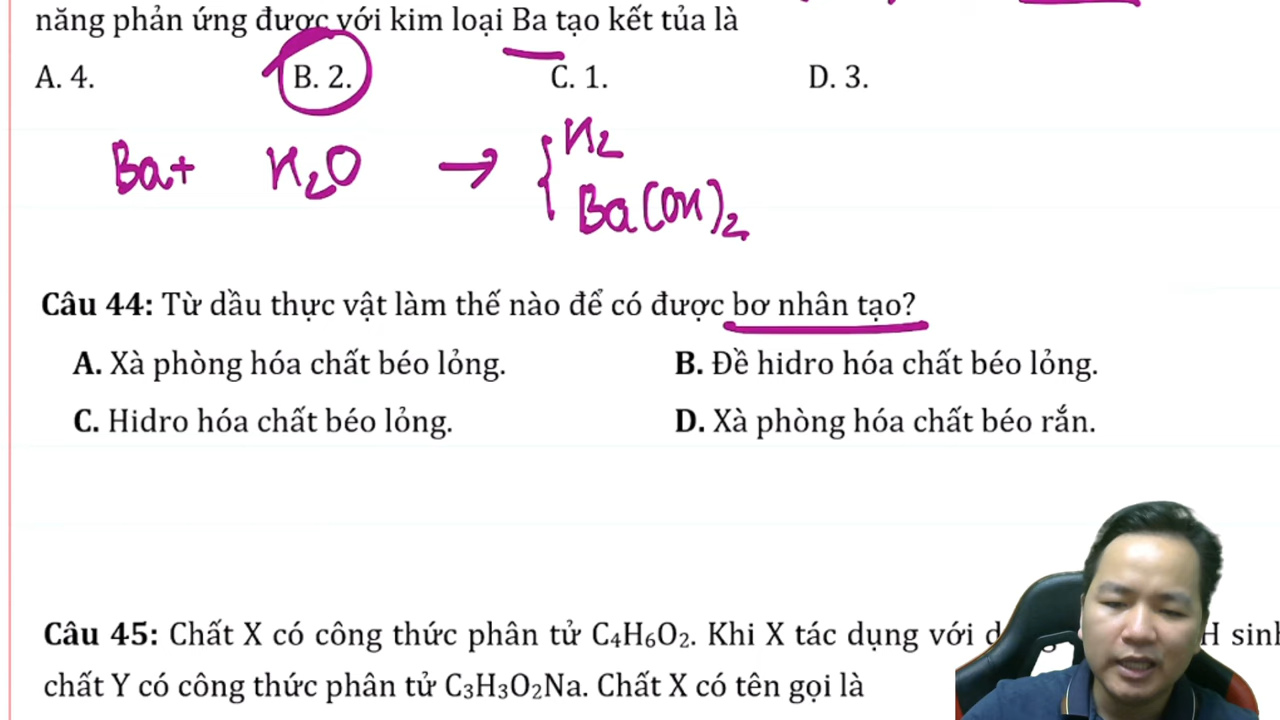 năng phản ứng được với kim loại Ba tạo kết tủa là
A. 4. B. 2. C. 1. D. 3.
Ba + H2O → { H2
Ba(OH)2
Câu 44: Từ dầu thực vật làm thế nào để có được bơ nhân tạo?
A. Xà phòng hóa chất béo lỏng. B. Đề hidro hóa chất béo lỏng.
C. Hidro hóa chất béo lỏng. D. Xà phòng hóa chất béo rắn.
Câu 45: Chất X có công thức phân tử C₄H₆O₂. Khi X tác dụng với
chất Y có công thức phân tử C₃H₃O₂Na. Chất X có tên gọi là